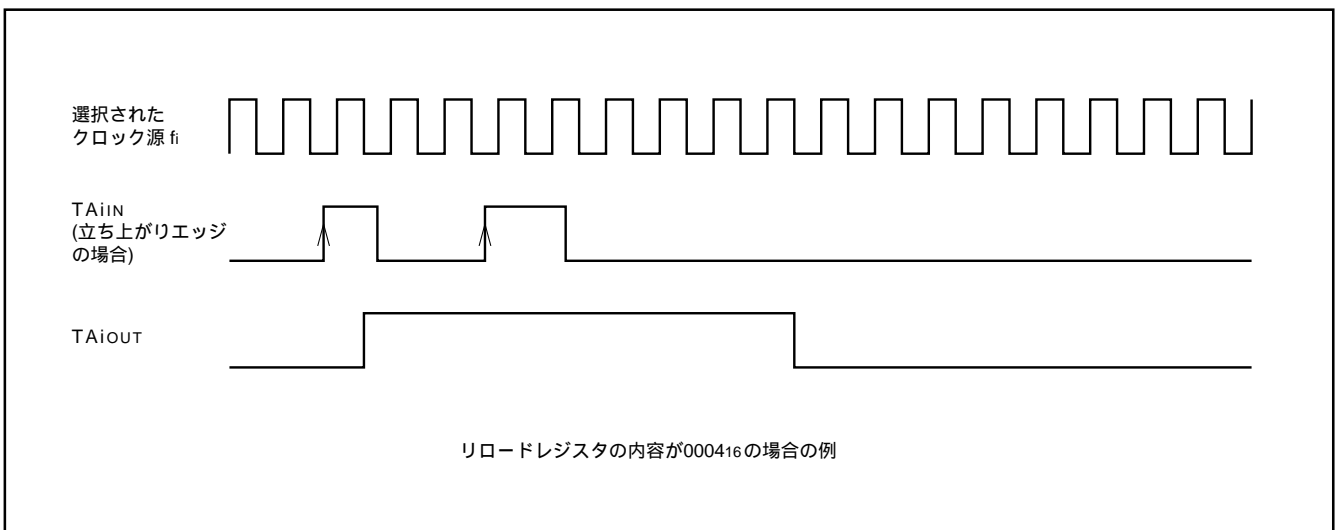 選択された
クロック源 fi
TAiIN
(立ち上がりエッジ
の場合)
TAiOUT
リロードレジスタの内容が000416の場合の例